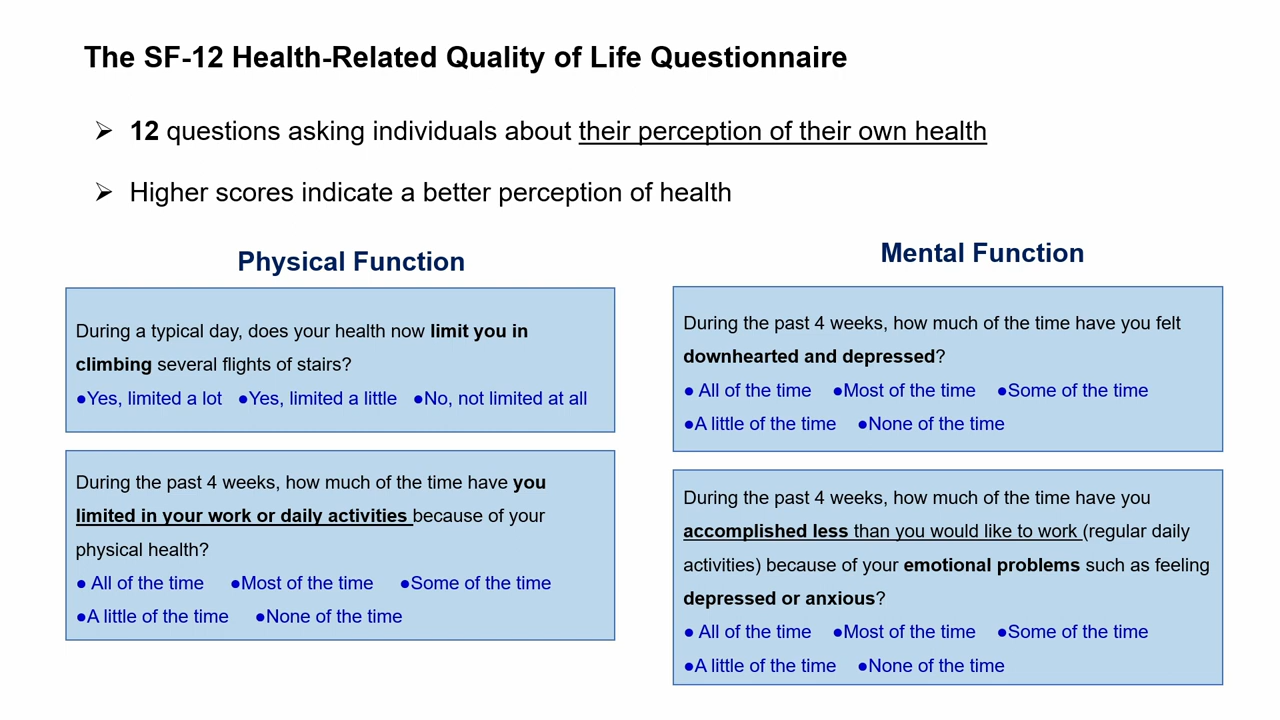 The SF-12 Health-Related Quality of Life Questionnaire
➢ 12 questions asking individuals about their perception of their own health
➢ Higher scores indicate a better perception of health
Physical Function
During a typical day, does your health now limit you in
climbing several flights of stairs?
●Yes, limited a lot ●Yes, limited a little ●No, not limited at all
During the past 4 weeks, how much of the time have you
limited in your work or daily activities because of your
physical health?
● All of the time ●Most of the time ●Some of the time
●A little of the time ●None of the time
Mental Function
During the past 4 weeks, how much of the time have you felt
downhearted and depressed?
● All of the time ●Most of the time ●Some of the time
●A little of the time ●None of the time
During the past 4 weeks, how much of the time have you
accomplished less than you would like to work (regular daily
activities) because of your emotional problems such as feeling
depressed or anxious?
● All of the time ●Most of the time ●Some of the time
●A little of the time ●None of the time